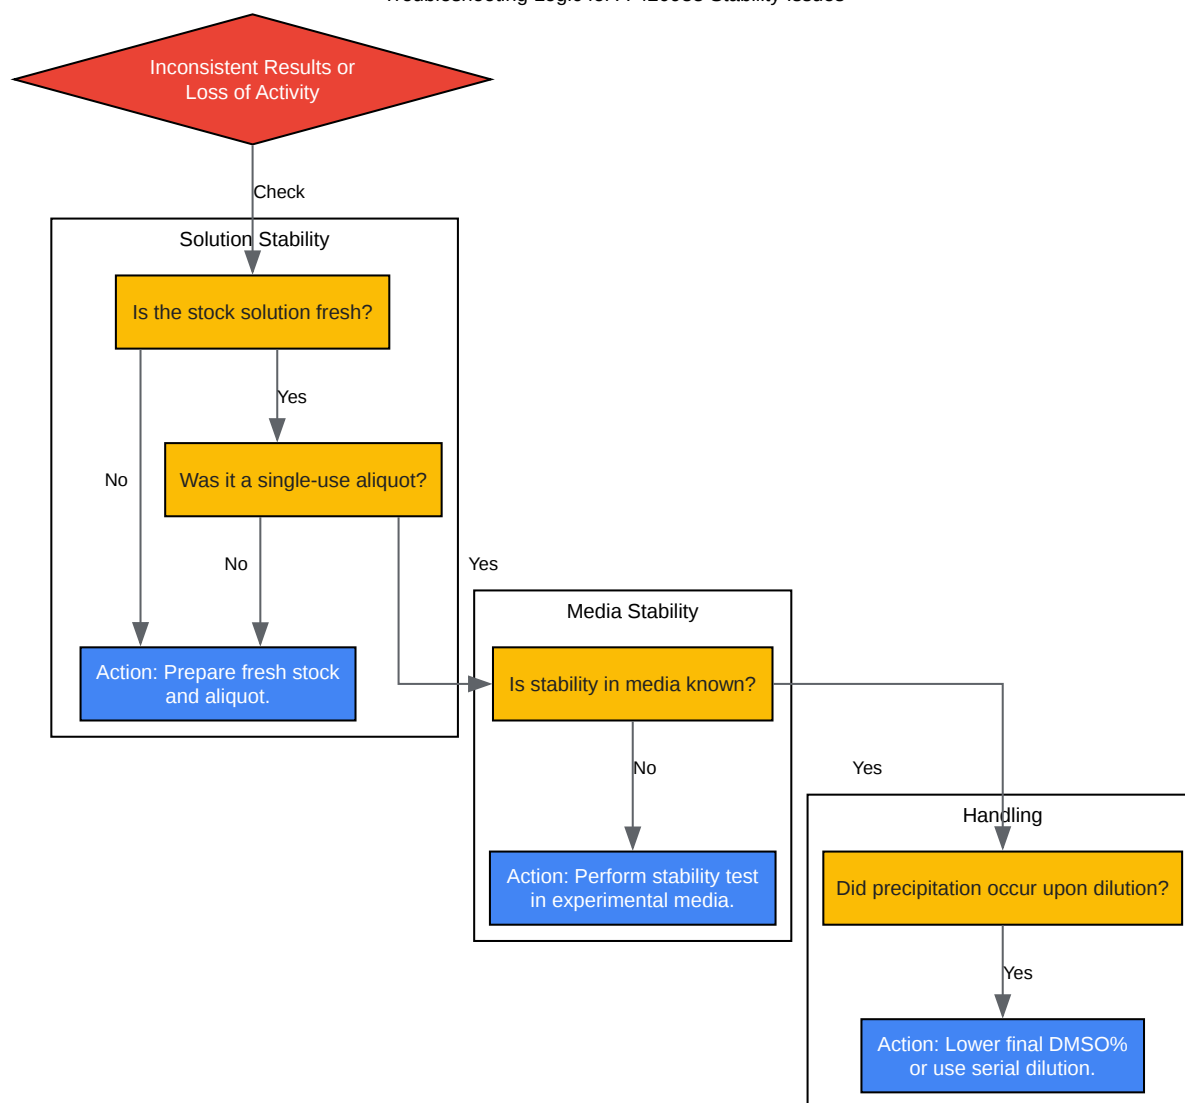 Inconsistent Results or
Loss of Activity
Check
Solution Stability
Is the stock solution fresh?
Yes
No
Was it a single-use aliquot?
No
Yes
Media Stability
Action: Prepare fresh stock
and aliquot.
Is stability in media known?
No
Yes
Handling
Action: Perform stability test
in experimental media.
Did precipitation occur upon dilution?
Yes
Action: Lower final DMSO%
or use serial dilution.